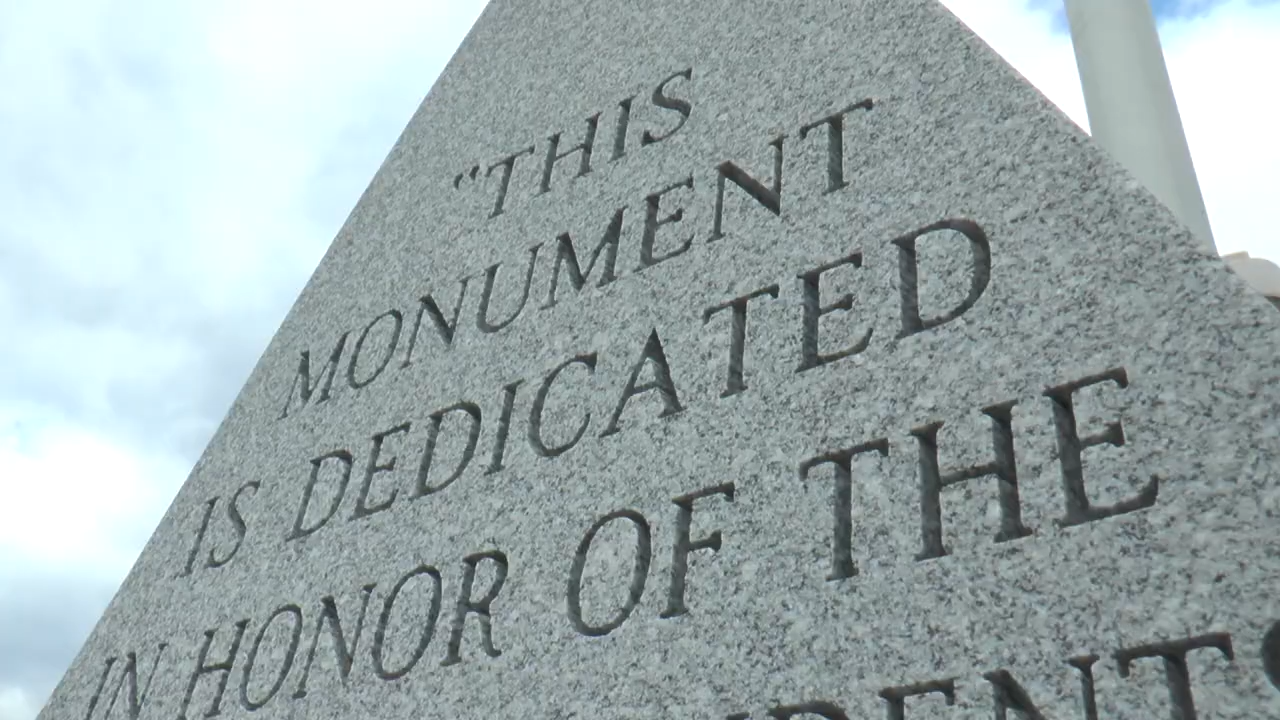 “THIS
MONUMENT
IS DEDICATED
IN HONOR OF THE